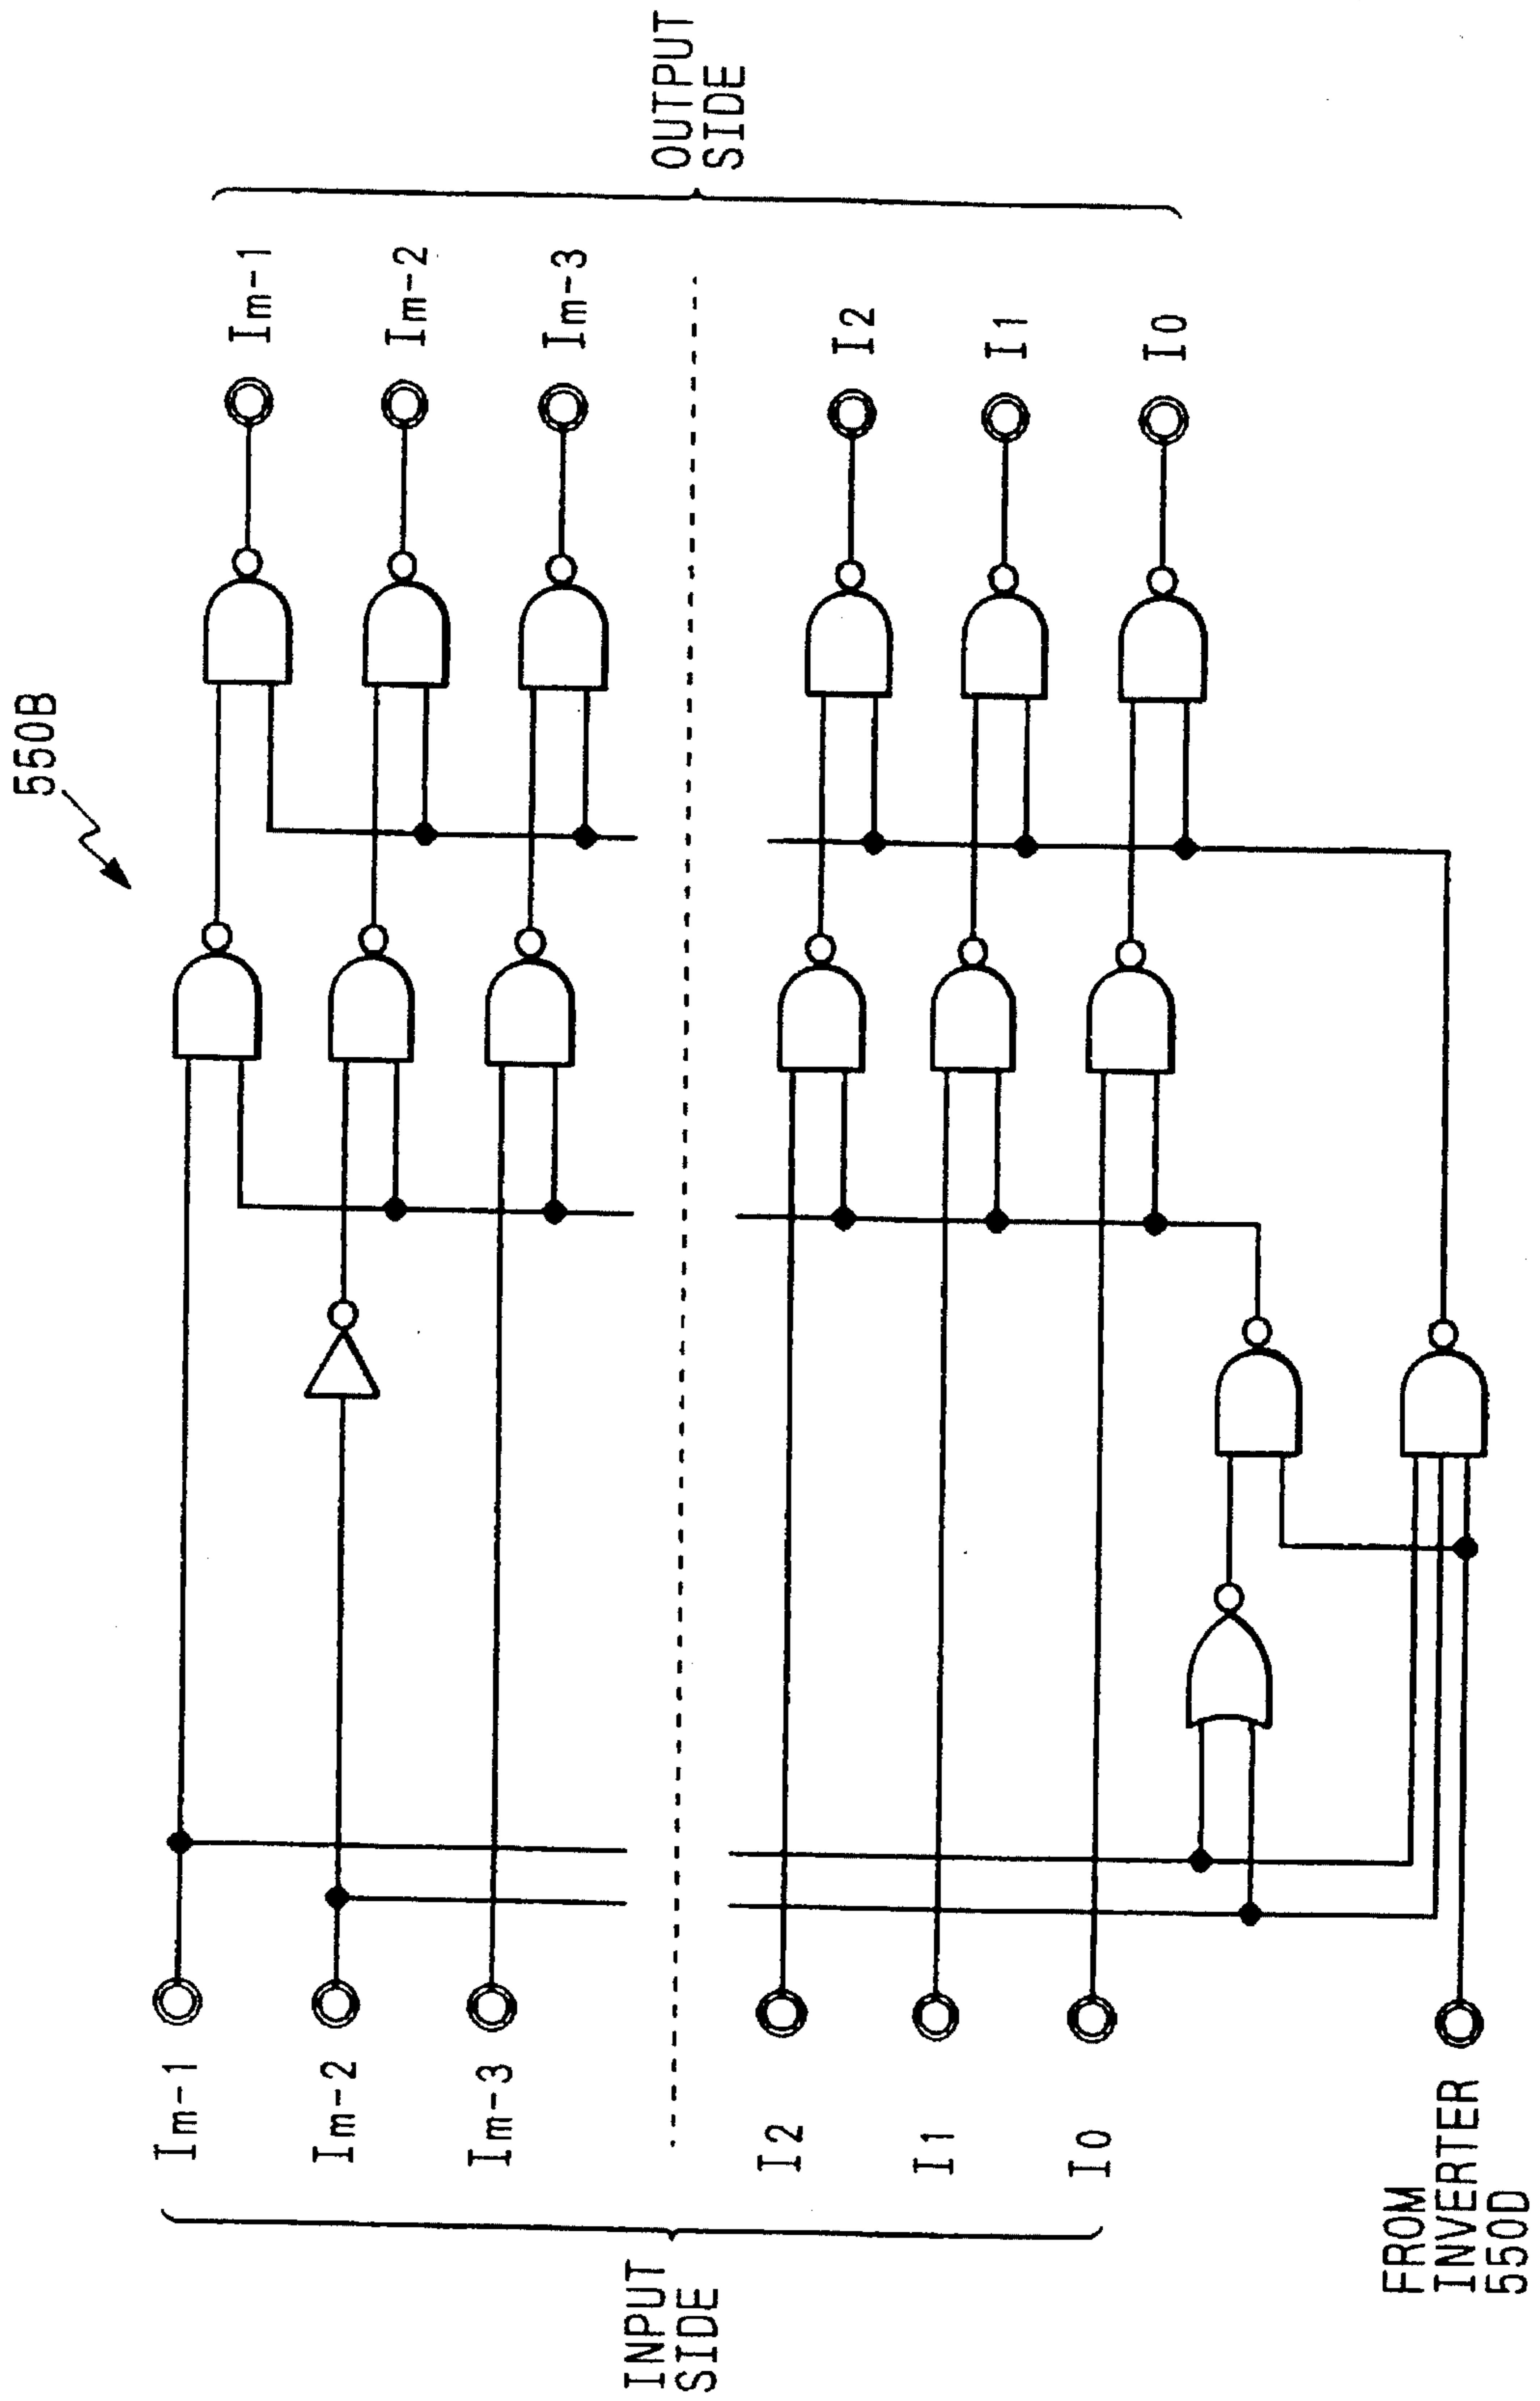 550B
INPUT
SIDE
Im-1
Im-2
Im-3
I2
I1
I0
FROM
INVERTER
550D
OUTPUT
SIDE
Im-1
Im-2
Im-3
I2
I1
I0